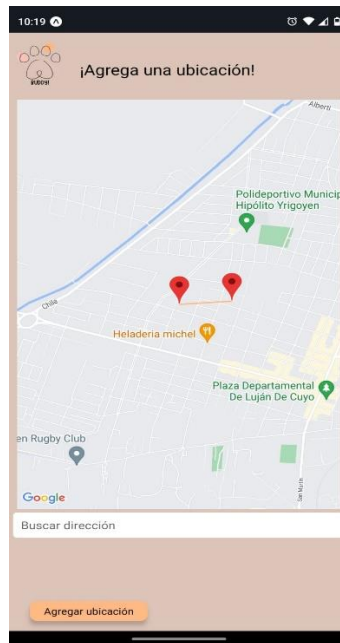 10:19
BUDDY!
¡Agrega una ubicación!
Alberti
Polideportivo Municip
Hipólito Yrigoyen
Chile
Heladeria michel
Plaza Departamental
De Luján De Cuyo
en Rugby Club
San Martín
Google
Buscar dirección
Agregar ubicación